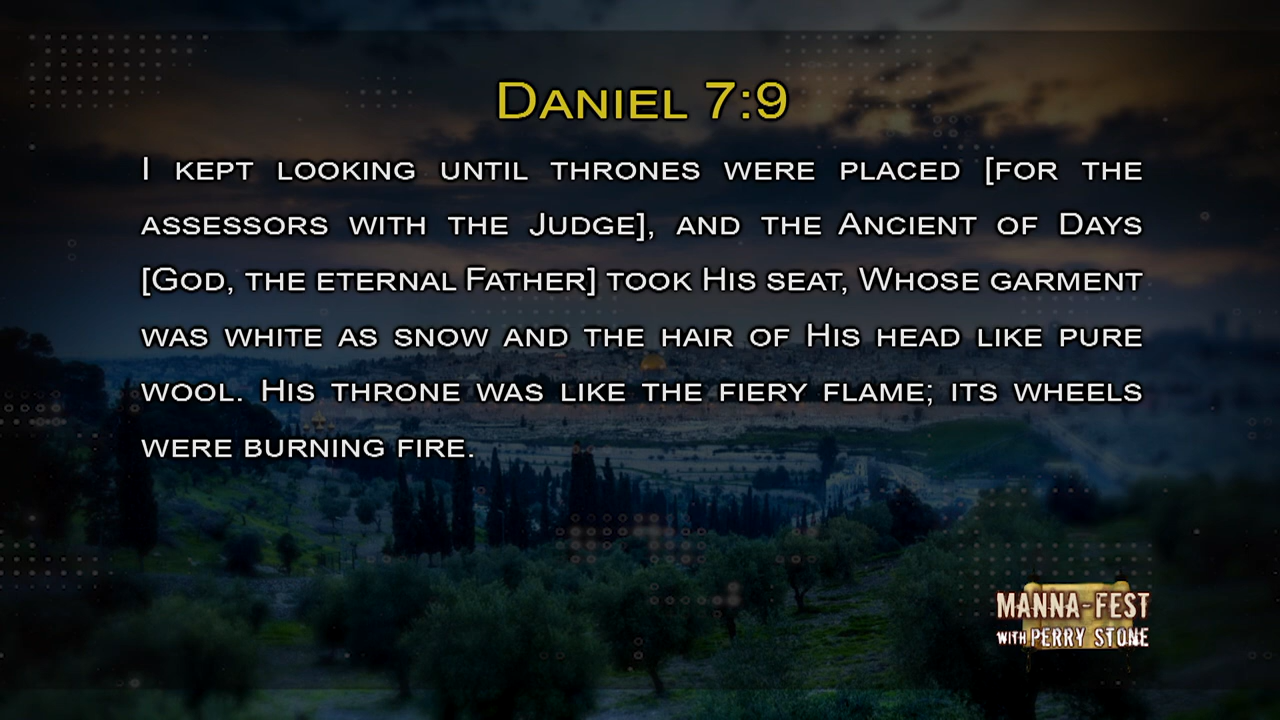 Daniel 7:9
I kept looking until thrones were placed [for the
assessors with the Judge], and the Ancient of Days
[God, the eternal Father] took His seat, Whose garment
was white as snow and the hair of His head like pure
wool. His throne was like the fiery flame; its wheels
were burning fire.
MANNA-FEST
WITH PERRY STONE